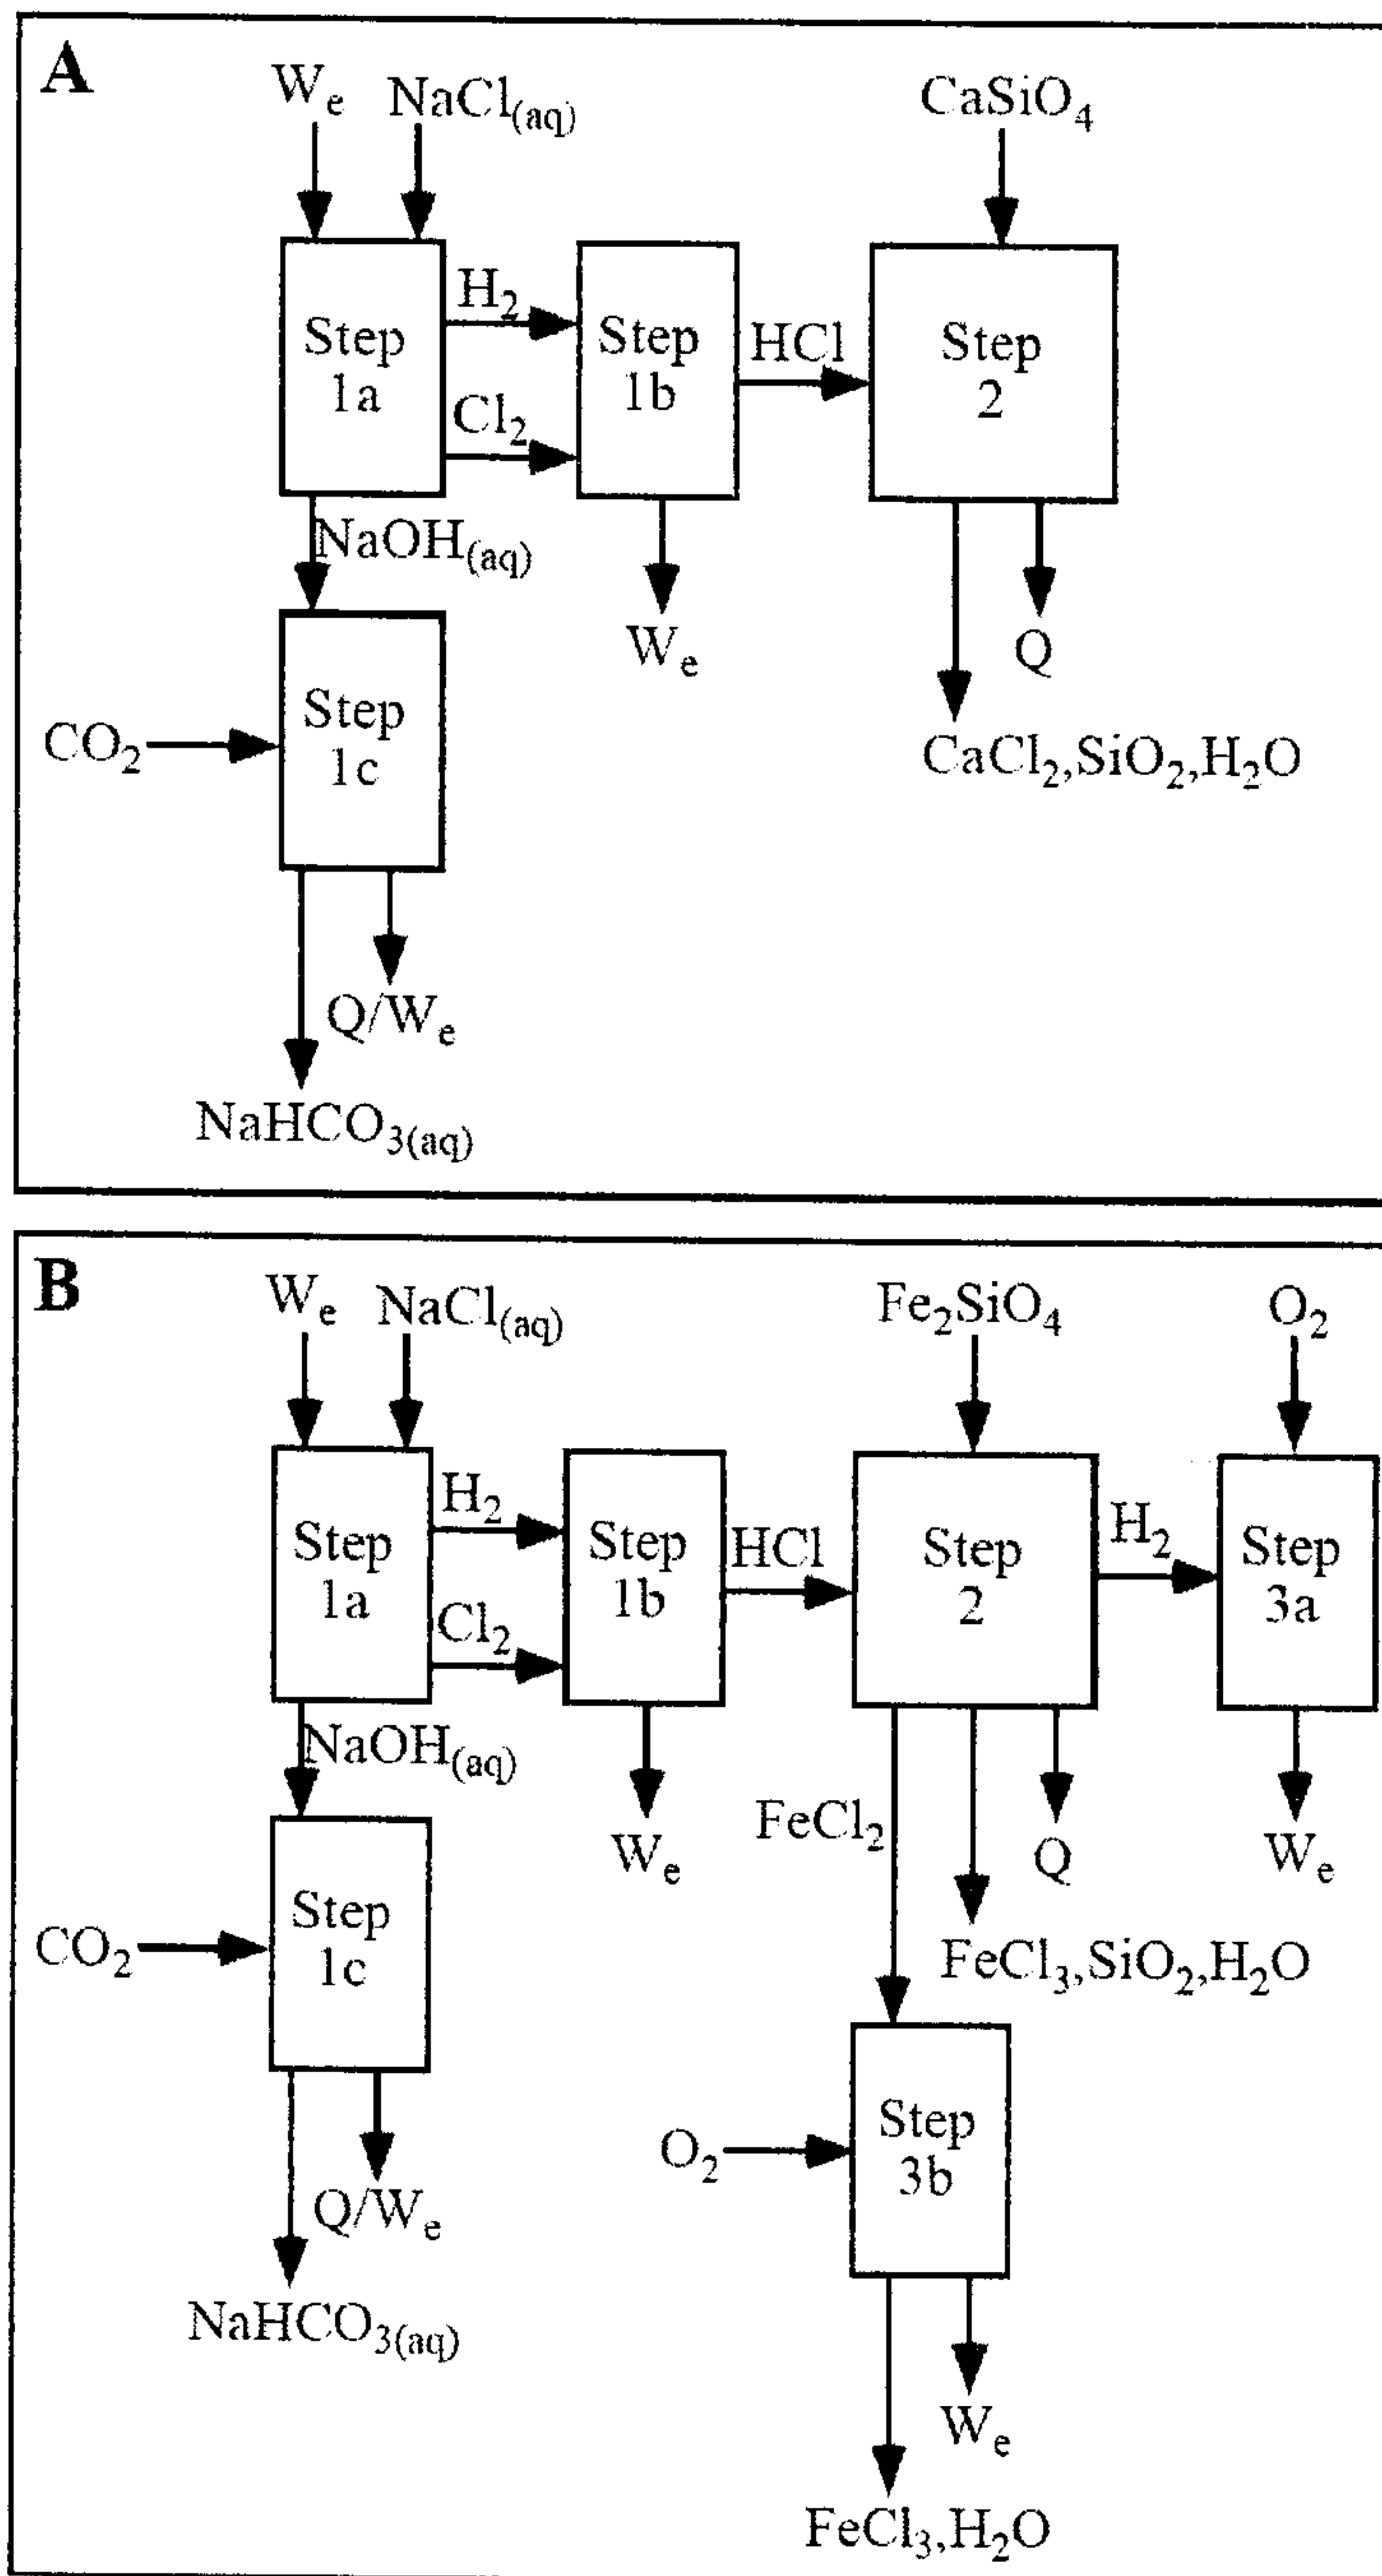 A
Wₑ NaCl₍aq₎ CaSiO₄
H₂
Step 1a
Step 1b
HCl
Step 2
Cl₂
NaOH₍aq₎
Wₑ
Q
Step 1c
CO₂
CaCl₂,SiO₂,H₂O
Q/Wₑ
NaHCO₃₍aq₎
B
Wₑ NaCl₍aq₎ Fe₂SiO₄ O₂
H₂
Step 1a
Step 1b
HCl
Step 2
H₂
Step 3a
Cl₂
NaOH₍aq₎
FeCl₂
Wₑ
Q
Wₑ
Step 1c
CO₂
FeCl₃,SiO₂,H₂O
Step 3b
O₂
Q/Wₑ
NaHCO₃₍aq₎
Wₑ
FeCl₃,H₂O